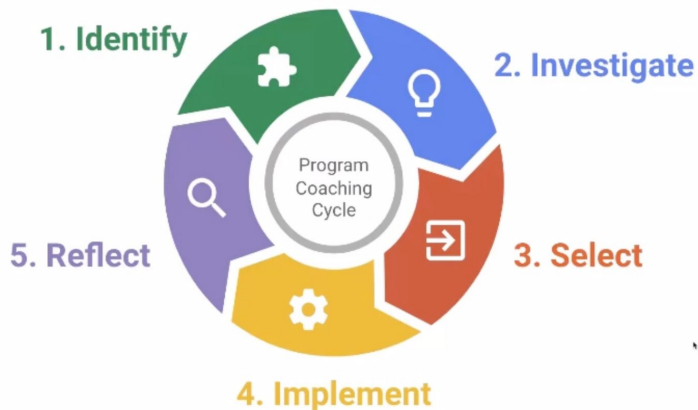 1. Identify
2. Investigate
Program
Coaching
Cycle
5. Reflect
3. Select
4. Implement